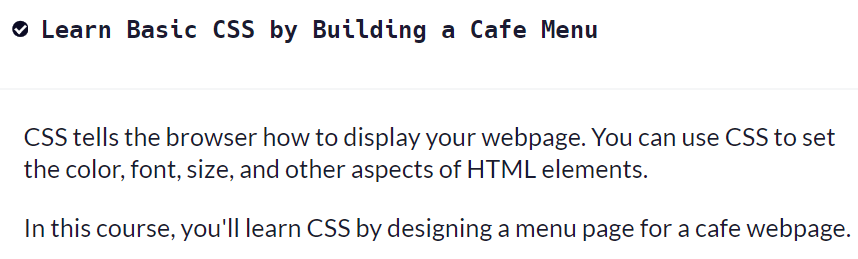 Learn Basic CSS by Building a Cafe Menu
CSS tells the browser how to display your webpage. You can use CSS to set
the color, font, size, and other aspects of HTML elements.
In this course, you'll learn CSS by designing a menu page for a cafe webpage.